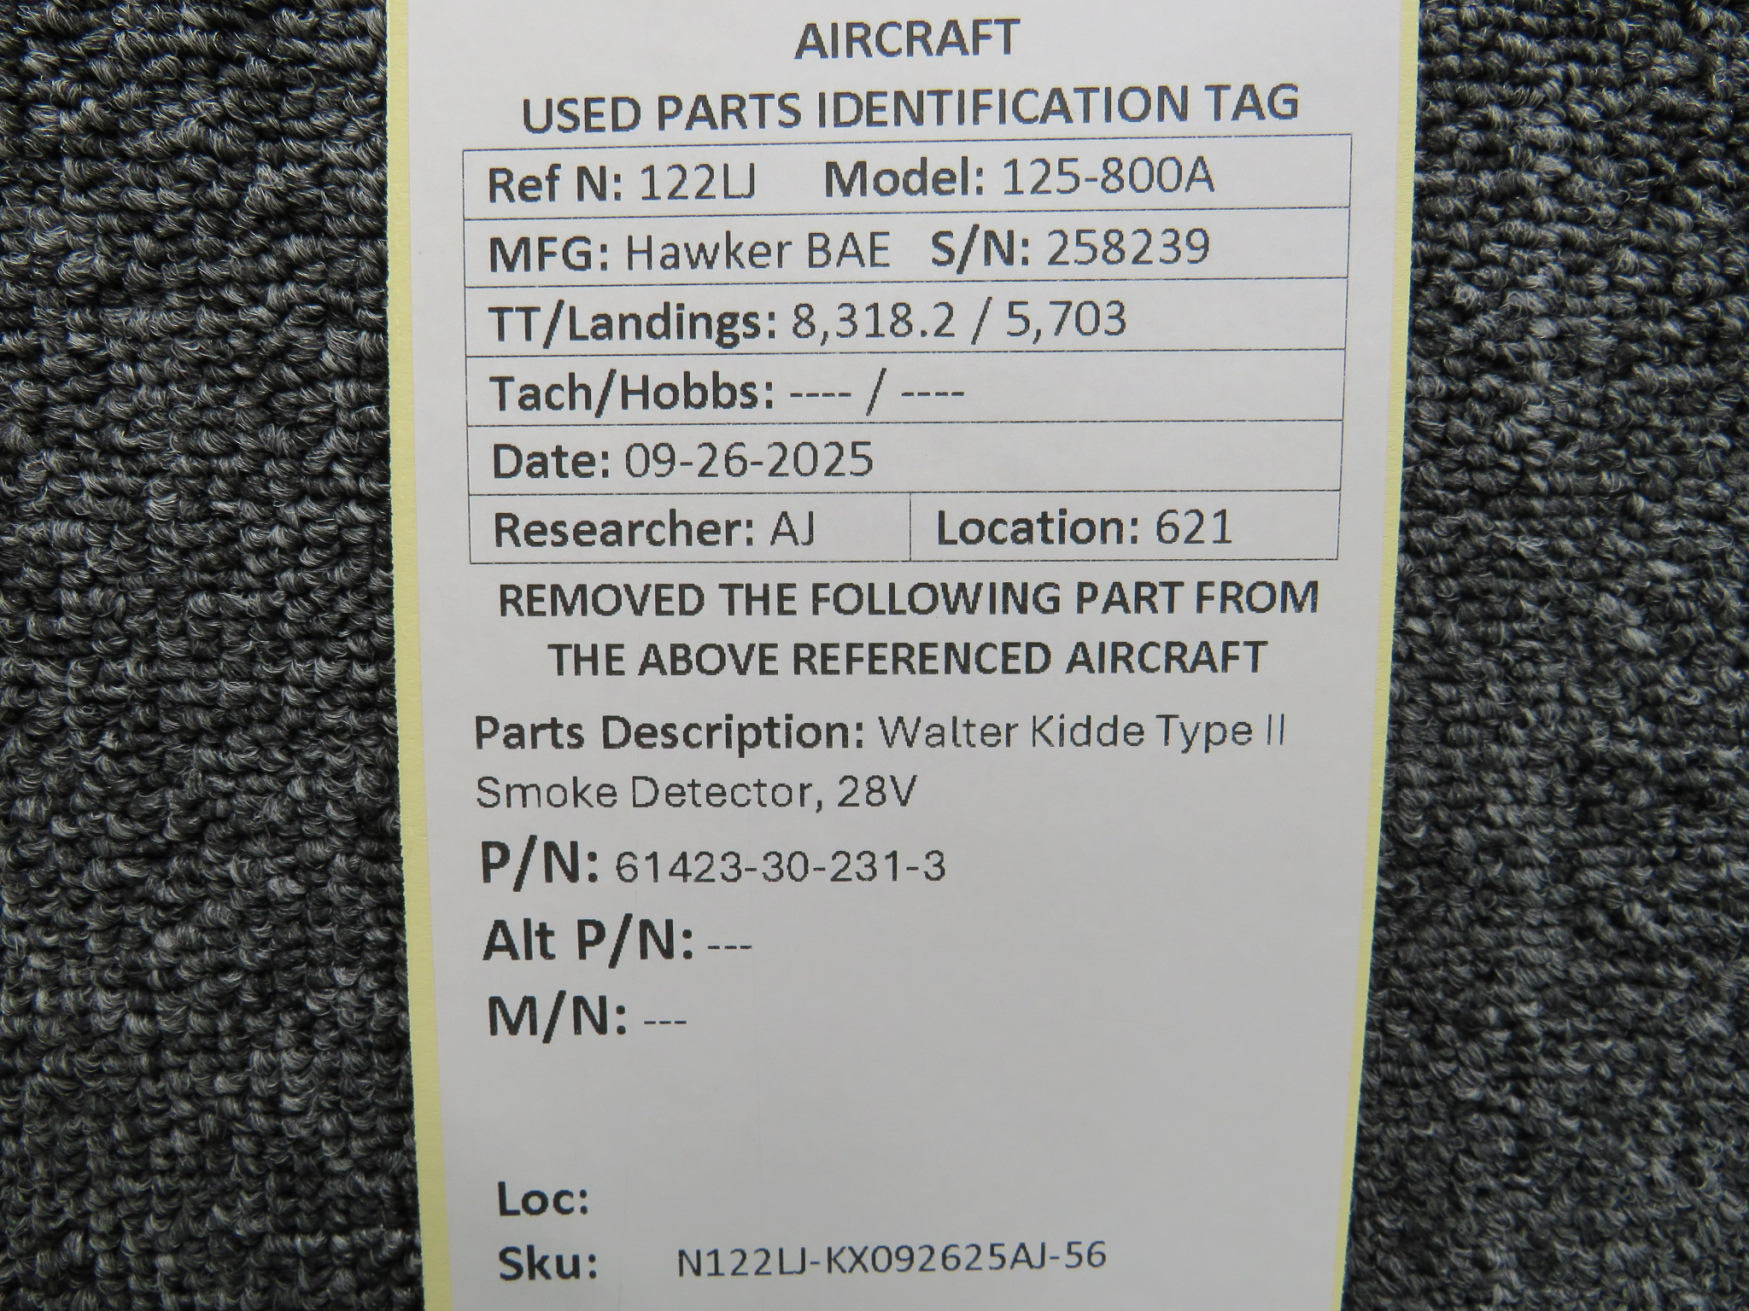 AIRCRAFT
USED PARTS IDENTIFICATION TAG
Ref N: 122LJ Model: 125-800A
MFG: Hawker BAE S/N: 258239
TT/Landings: 8,318.2 / 5,703
Tach/Hobbs: ---- / ----
Date: 09-26-2025
Researcher: AJ Location: 621
REMOVED THE FOLLOWING PART FROM
THE ABOVE REFERENCED AIRCRAFT
Parts Description: Walter Kidde Type II
Smoke Detector, 28V
P/N: 61423-30-231-3
Alt P/N: ---
M/N: ---
Loc:
Sku: N122LJ-KX092625AJ-56